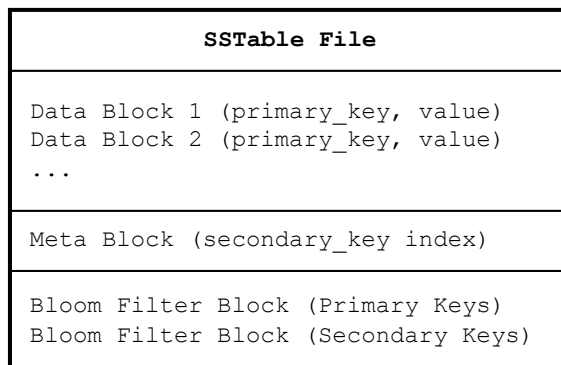 SSTable File
Data Block 1 (primary_key, value)
Data Block 2 (primary_key, value)
...
Meta Block (secondary_key index)
Bloom Filter Block (Primary Keys)
Bloom Filter Block (Secondary Keys)